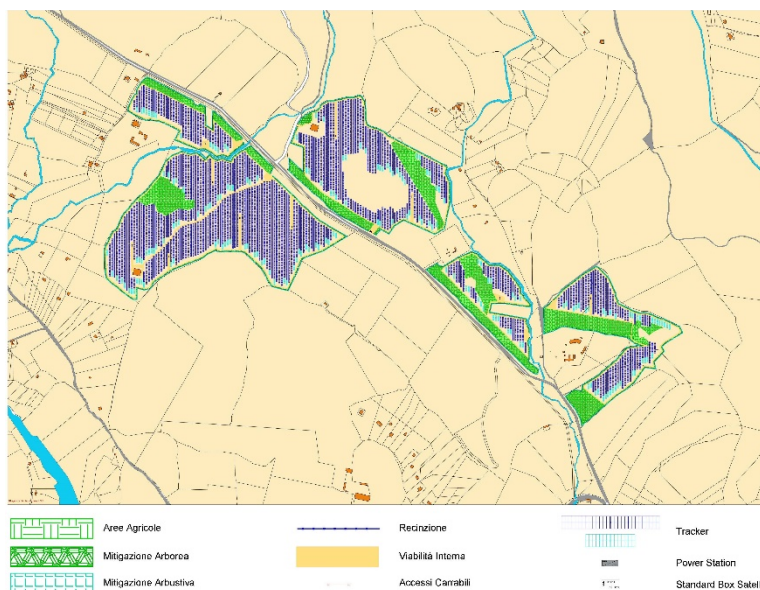 Aree Agricole
Mitigazione Arborea
Mitigazione Arbustiva
Recinzione
Viabilità Interna
Accessi Carrabili
Tracker
Power Station
Standard Box Satell